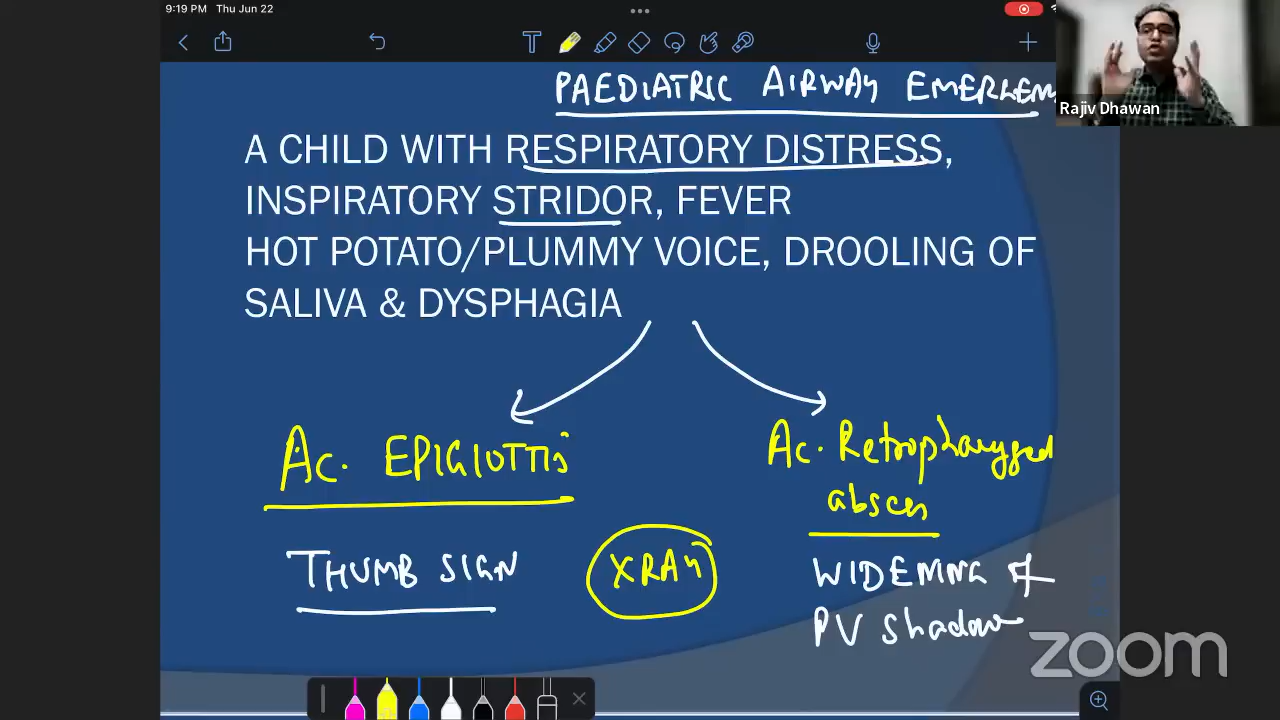 9:19 PM Thu Jun 22
PAEDIATRIC AIRWAY EMERGEN
Rajiv Dhawan
A CHILD WITH RESPIRATORY DISTRESS,
INSPIRATORY STRIDOR, FEVER
HOT POTATO/PLUMMY VOICE, DROOLING OF
SALIVA & DYSPHAGIA
Ac. EPIGlOTTIS
Ac. Retropharyngeal
abscess
THUMB SIGN
XRAY
WIDENING of
PV Shadow
zoom